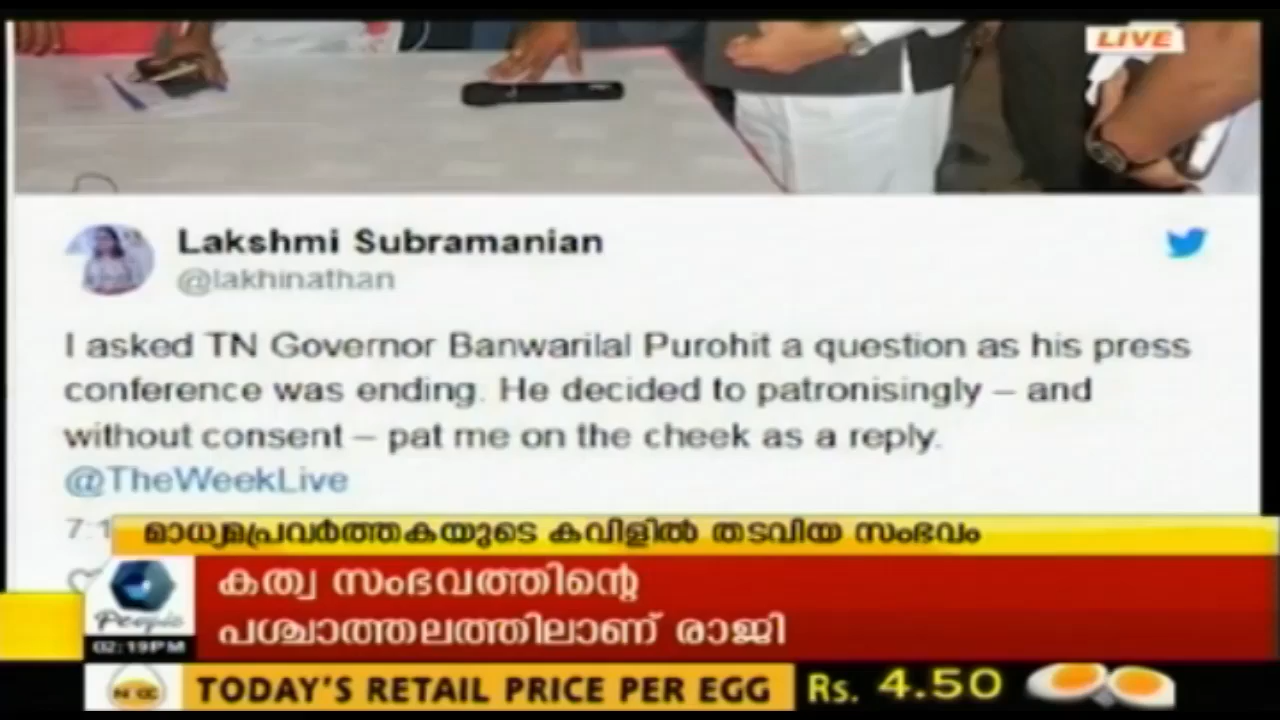 LIVE
Lakshmi Subramanian
@lakhinathan
I asked TN Governor Banwarilal Purohit a question as his press
conference was ending. He decided to patronisingly – and
without consent – pat me on the cheek as a reply.
@TheWeekLive
7:1
മാധ്യമപ്രവർത്തകയുടെ കവിളിൽ തടവിയ സംഭവം
കത്വ സംഭവത്തിന്റെ
പശ്ചാത്തലത്തിലാണ് രാജി
People
02:19PM
TODAY'S RETAIL PRICE PER EGG Rs. 4.50